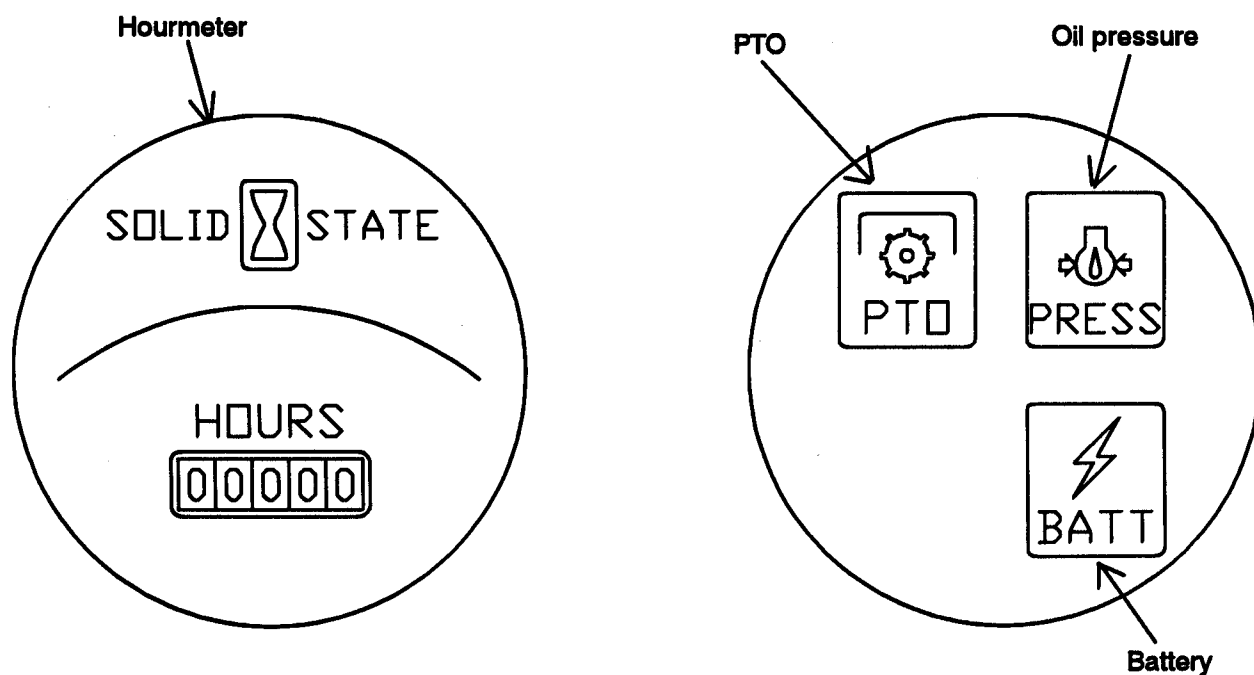 Hourmeter
SOLID STATE
HOURS
00000
PTO
Oil pressure
PTO
PRESS
BATT
Battery